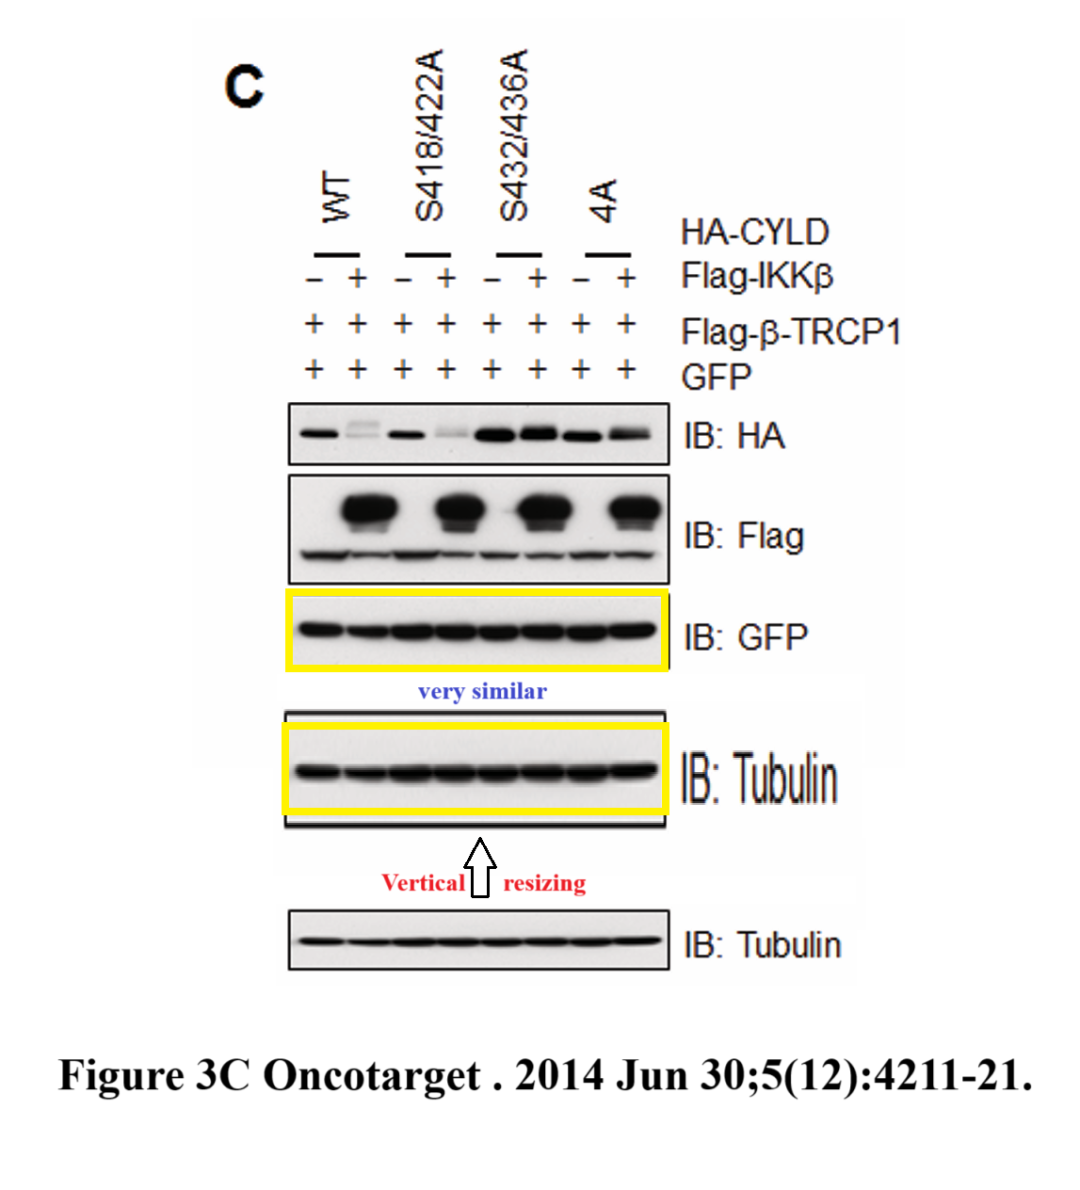 C
WT S418/422A S432/436A 4A
HA-CYLD
− + − + − + − + Flag-IKKβ
+ + + + + + + + Flag-β-TRCP1
+ + + + + + + + GFP
IB: HA
IB: Flag
IB: GFP
very similar
IB: Tubulin
Vertical resizing
IB: Tubulin
Figure 3C Oncotarget . 2014 Jun 30;5(12):4211-21.